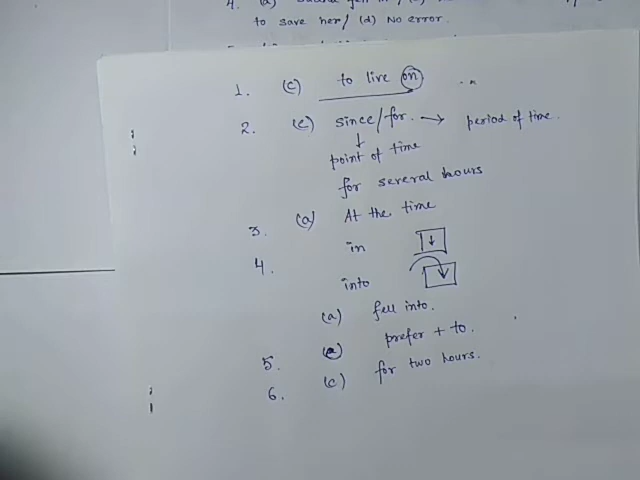 4. (a)
to save her/ (d) No error.
1. (c) to live on
2. (c) since/for. → period of time.
↓
point of time
for several hours
3. (a) At the time
4. in ↓
into
(a) fell into.
5. prefer + to.
6. (c) for two hours.